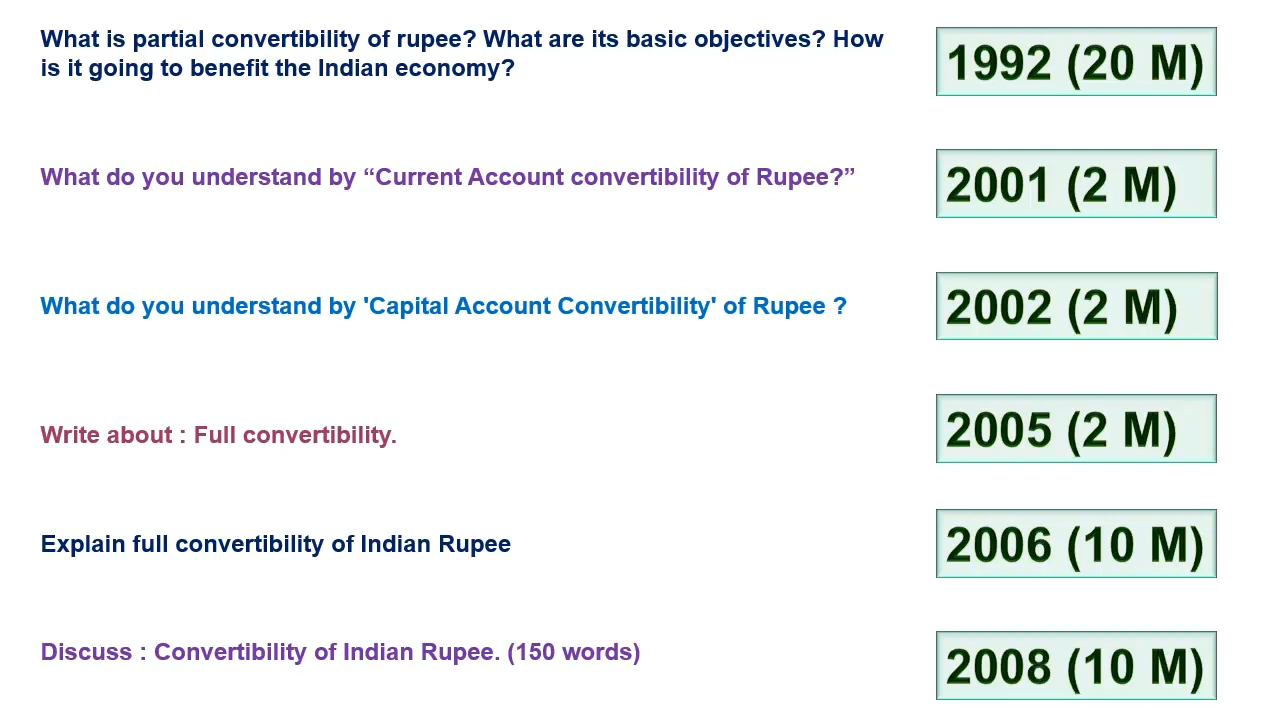 What is partial convertibility of rupee? What are its basic objectives? How
is it going to benefit the Indian economy?
1992 (20 M)
What do you understand by “Current Account convertibility of Rupee?”
2001 (2 M)
What do you understand by 'Capital Account Convertibility' of Rupee ?
2002 (2 M)
Write about : Full convertibility.
2005 (2 M)
Explain full convertibility of Indian Rupee
2006 (10 M)
Discuss : Convertibility of Indian Rupee. (150 words)
2008 (10 M)